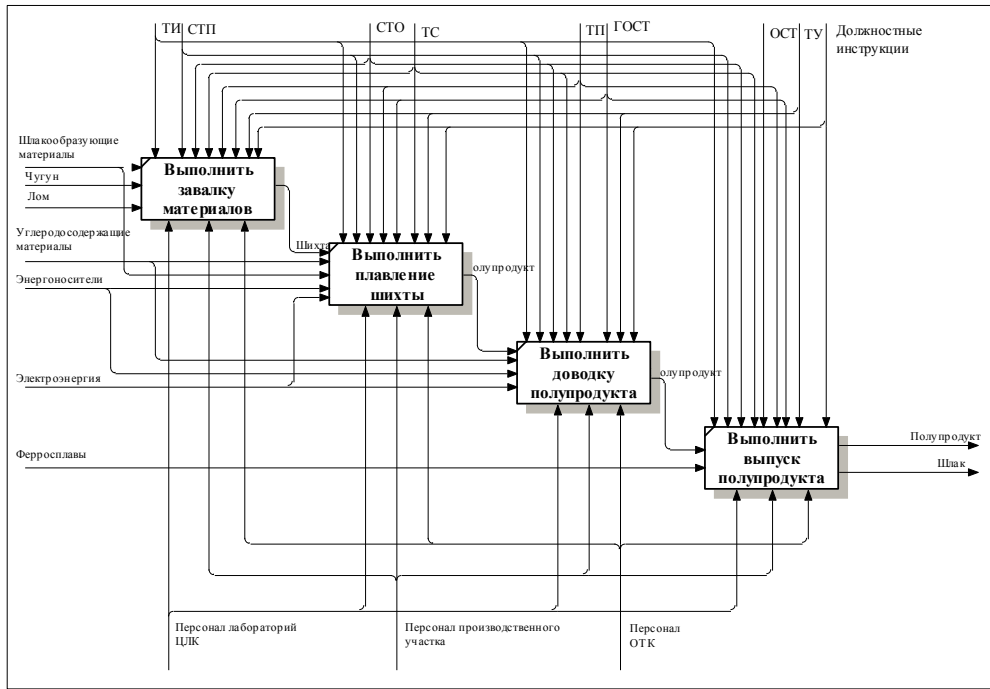 ТИ СТП СТО ТС ТП ГОСТ ОСТ ТУ Должностные
инструкции
Шлакообразующие
материалы
Чугун
Лом
Выполнить
завалку
материалов
Углеродосодержащие
материалы
Шихта
Выполнить
плавление
шихты
олупродукт
Энергоносители
Выполнить
доводку
полупродукта
олупродукт
Электроэнергия
Выполнить
выпуск
полупродукта
Полупродукт
Шлак
Ферросплавы
Персонал лабораторий
ЦЛК
Персонал производственного
участка
Персонал
ОТК